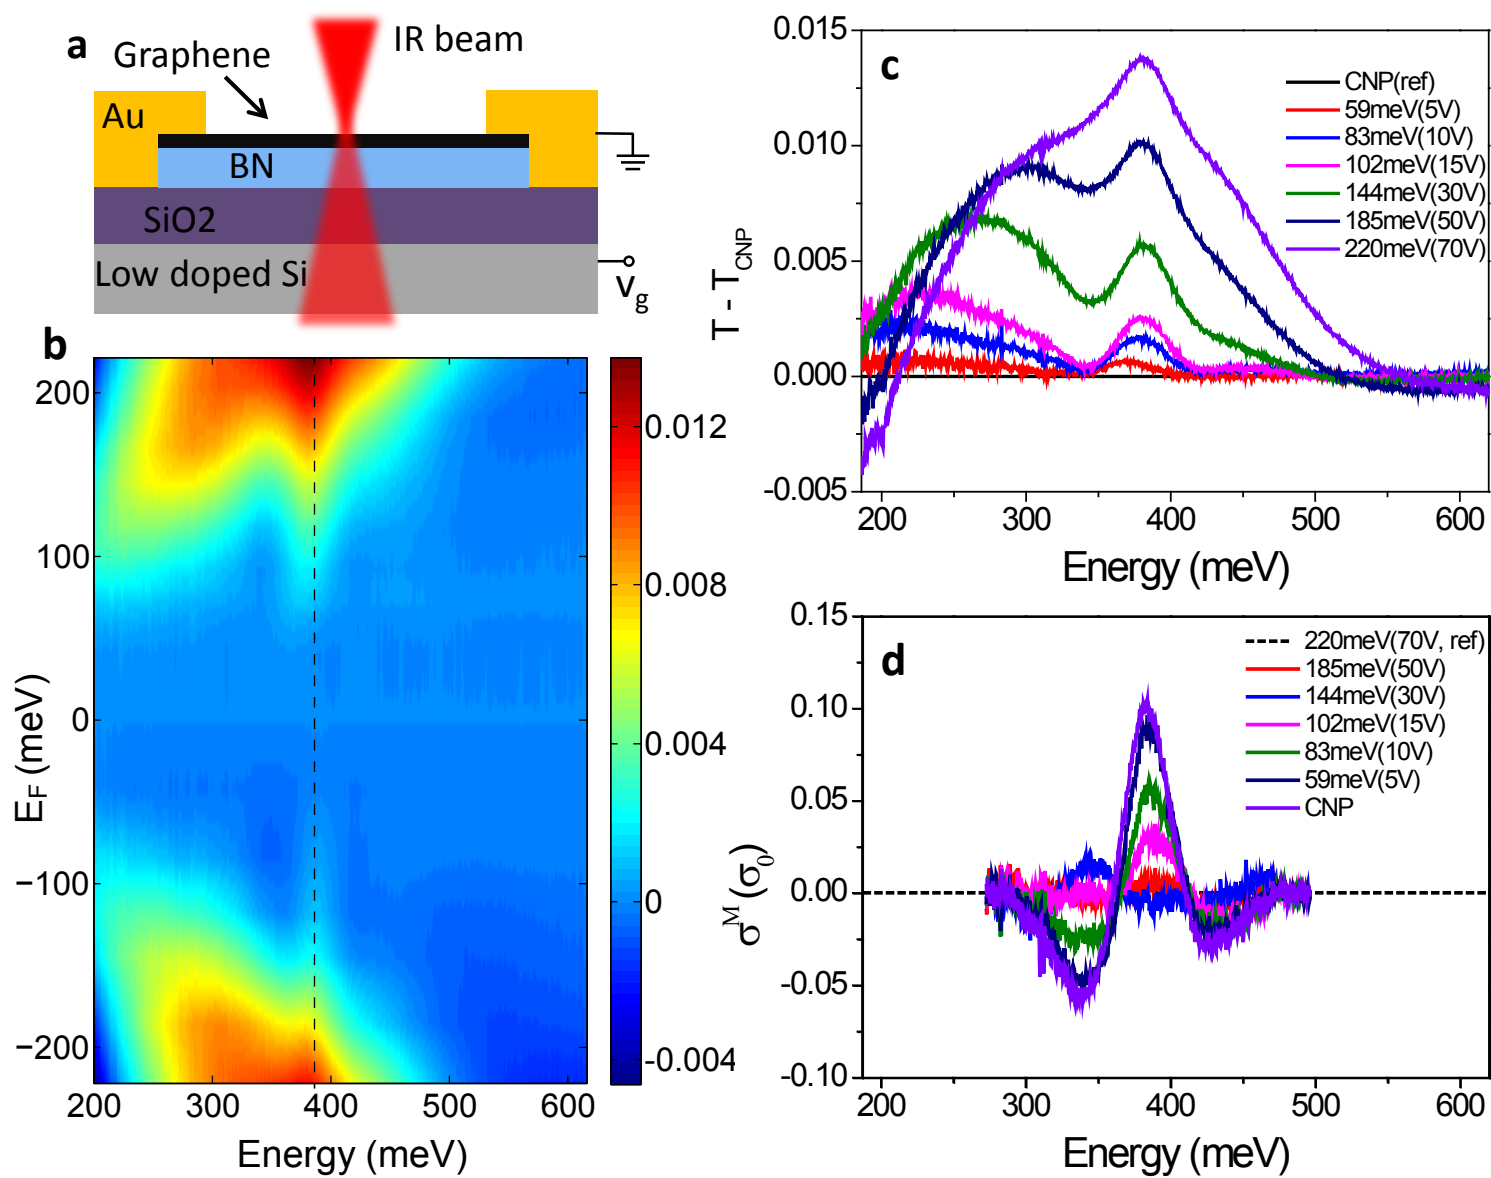 a
IR beam
Graphene
Au
BN
SiO2
Low doped Si
Vg
b
200
100
0
−100
−200
EF (meV)
200 300 400 500 600
Energy (meV)
0.012
0.008
0.004
0
-0.004
c
0.015
0.010
0.005
0.000
-0.005
T - TCNP
CNP(ref)
59meV(5V)
83meV(10V)
102meV(15V)
144meV(30V)
185meV(50V)
220meV(70V)
200 300 400 500 600
Energy (meV)
d
0.15
0.10
0.05
0.00
-0.05
-0.10
σM (σ0)
220meV(70V, ref)
185meV(50V)
144meV(30V)
102meV(15V)
83meV(10V)
59meV(5V)
CNP
200 300 400 500 600
Energy (meV)